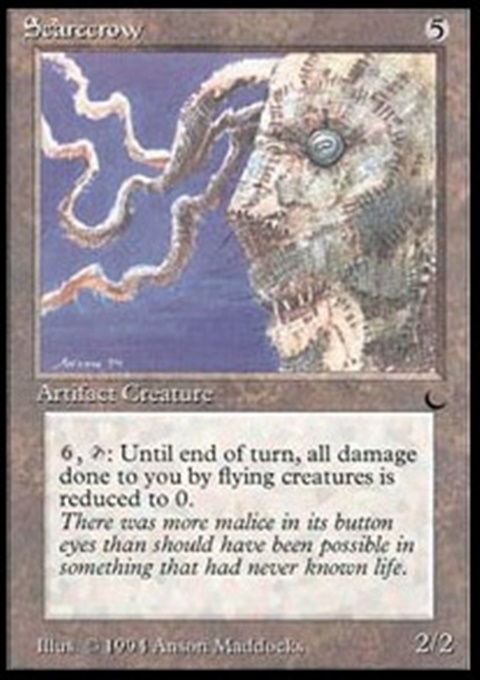 Scarecrow 5
Anson 94
Artifact Creature
6, : Until end of turn, all damage
done to you by flying creatures is
reduced to 0.
There was more malice in its button
eyes than should have been possible in
something that had never known life.
Illus. © 1994 Anson Maddocks 2/2